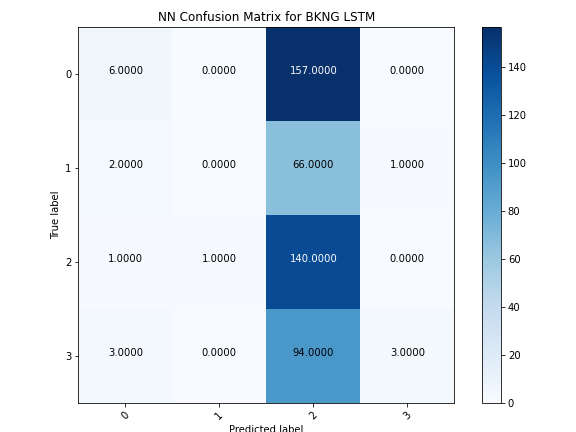 NN Confusion Matrix for BKNG LSTM
0 6.0000 0.0000 157.0000 0.0000
1 2.0000 0.0000 66.0000 1.0000
2 1.0000 1.0000 140.0000 0.0000
3 3.0000 0.0000 94.0000 3.0000
True label
0 1 2 3
Predicted label
140
120
100
80
60
40
20
0